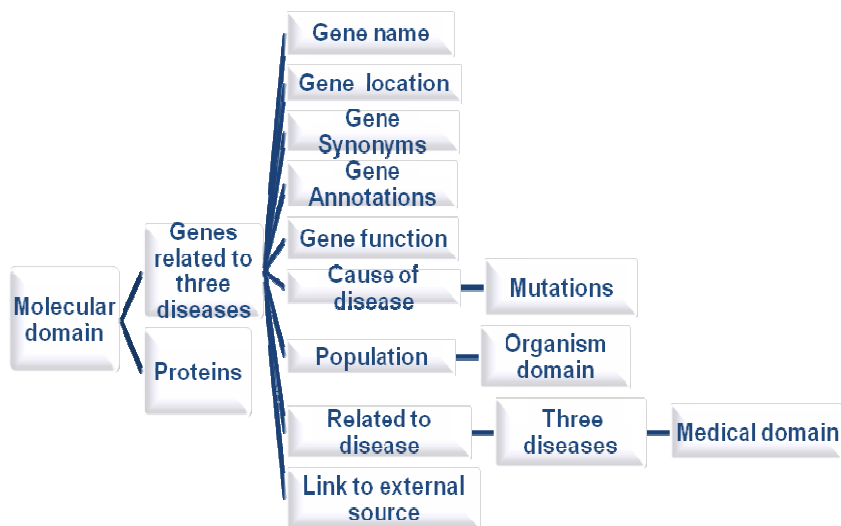 Gene name
Gene location
Gene
Synonyms
Gene
Annotations
Genes
related to
three
diseases
Gene function
Cause of
disease
Mutations
Molecular
domain
Proteins
Population
Organism
domain
Related to
disease
Three
diseases
Medical domain
Link to external
source